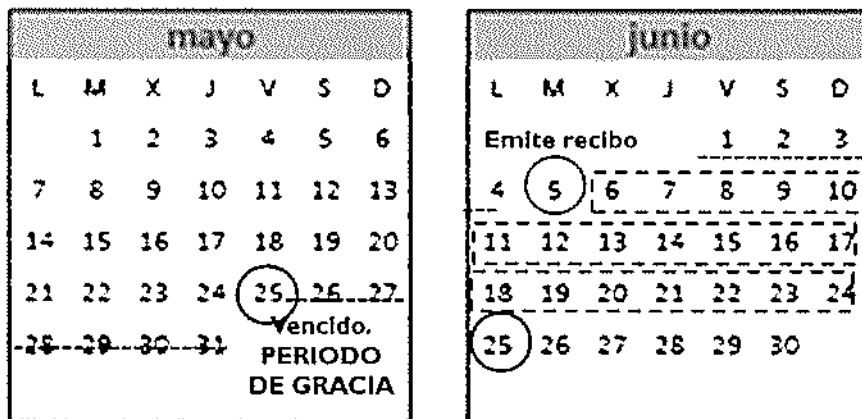 mayo
L M X J V S D
1 2 3 4 5 6
7 8 9 10 11 12 13
14 15 16 17 18 19 20
21 22 23 24 25 26 27
Vencido.
28 29 30 31
PERIODO
DE GRACIA
junio
L M X J V S D
Emite recibo 1 2 3
4 5 6 7 8 9 10
11 12 13 14 15 16 17
18 19 20 21 22 23 24
25 26 27 28 29 30